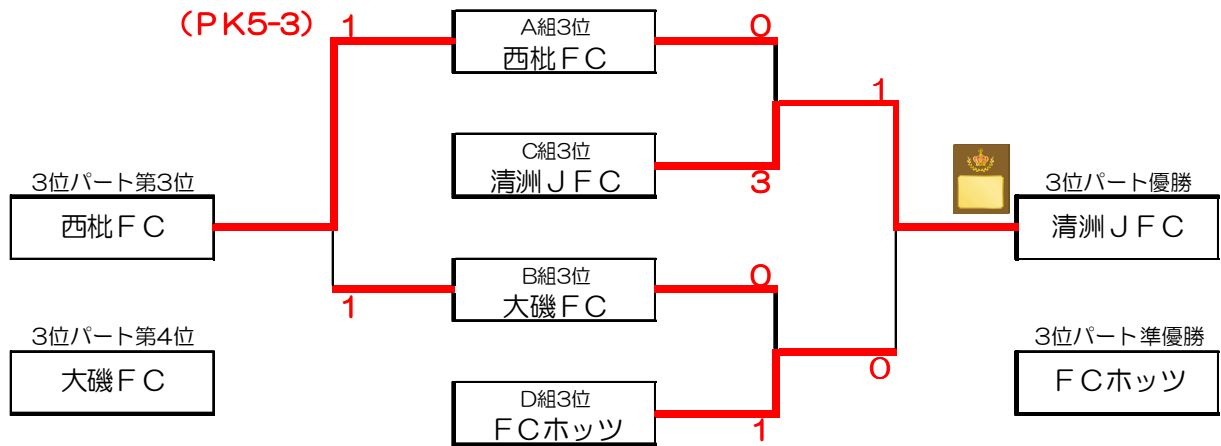 (PK5-3) 1
A組3位
西枇FC
0
1
C組3位
清洲JFC
3
3位パート第3位
西枇FC
3位パート優勝
清洲JFC
1
B組3位
大磯FC
0
3位パート第4位
大磯FC
0
3位パート準優勝
FCホッツ
D組3位
FCホッツ
1